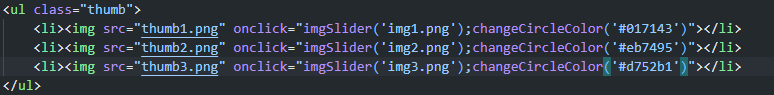 <ul class="thumb">
<li><img src="thumb1.png" onclick="imgSlider('img1.png');changeCircleColor('#017143')"></li>
<li><img src="thumb2.png" onclick="imgSlider('img2.png');changeCircleColor('#eb7495')"></li>
<li><img src="thumb3.png" onclick="imgSlider('img3.png');changeCircleColor('#d752b1')"></li>
</ul>